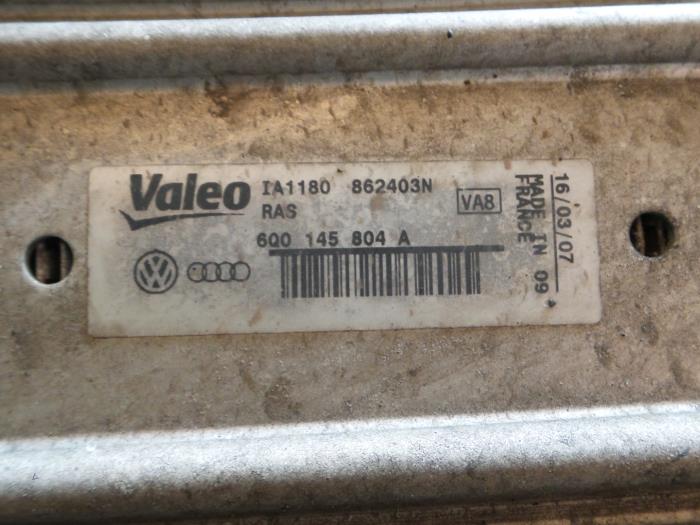 Valeo
IA1180 862403N
RAS
VA8
6Q0 145 804 A
16/03/07
MADE IN 09
FRANCE